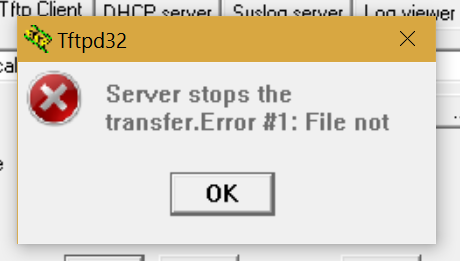 Tftp Client DHCP server Syslog server Log viewer
Tftpd32
Server stops the
transfer.Error #1: File not
OK